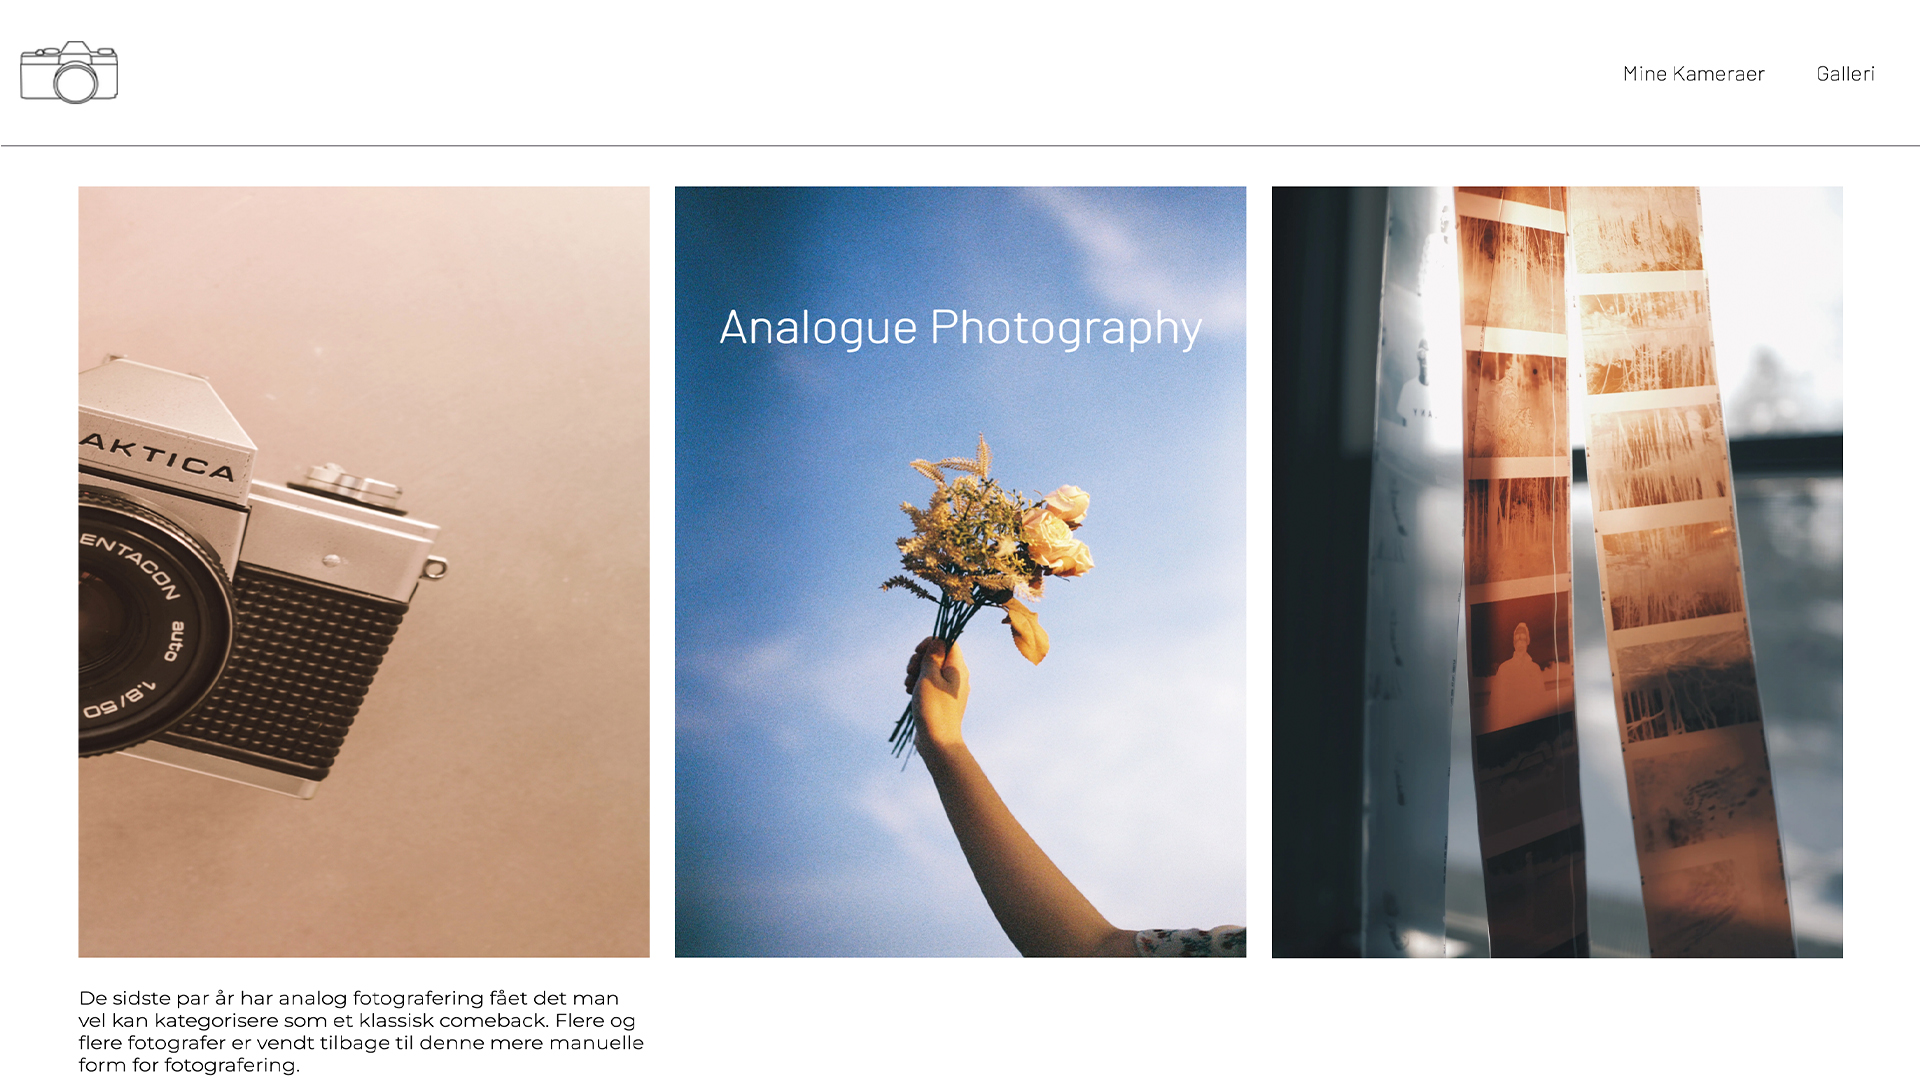 Mine Kameraer
Galleri
Analogue Photography
AKTICA
ENTACON auto 1.8/50
De sidste par år har analog fotografering fået det man
vel kan kategorisere som et klassisk comeback. Flere og
flere fotografer er vendt tilbage til denne mere manuelle
form for fotografering.